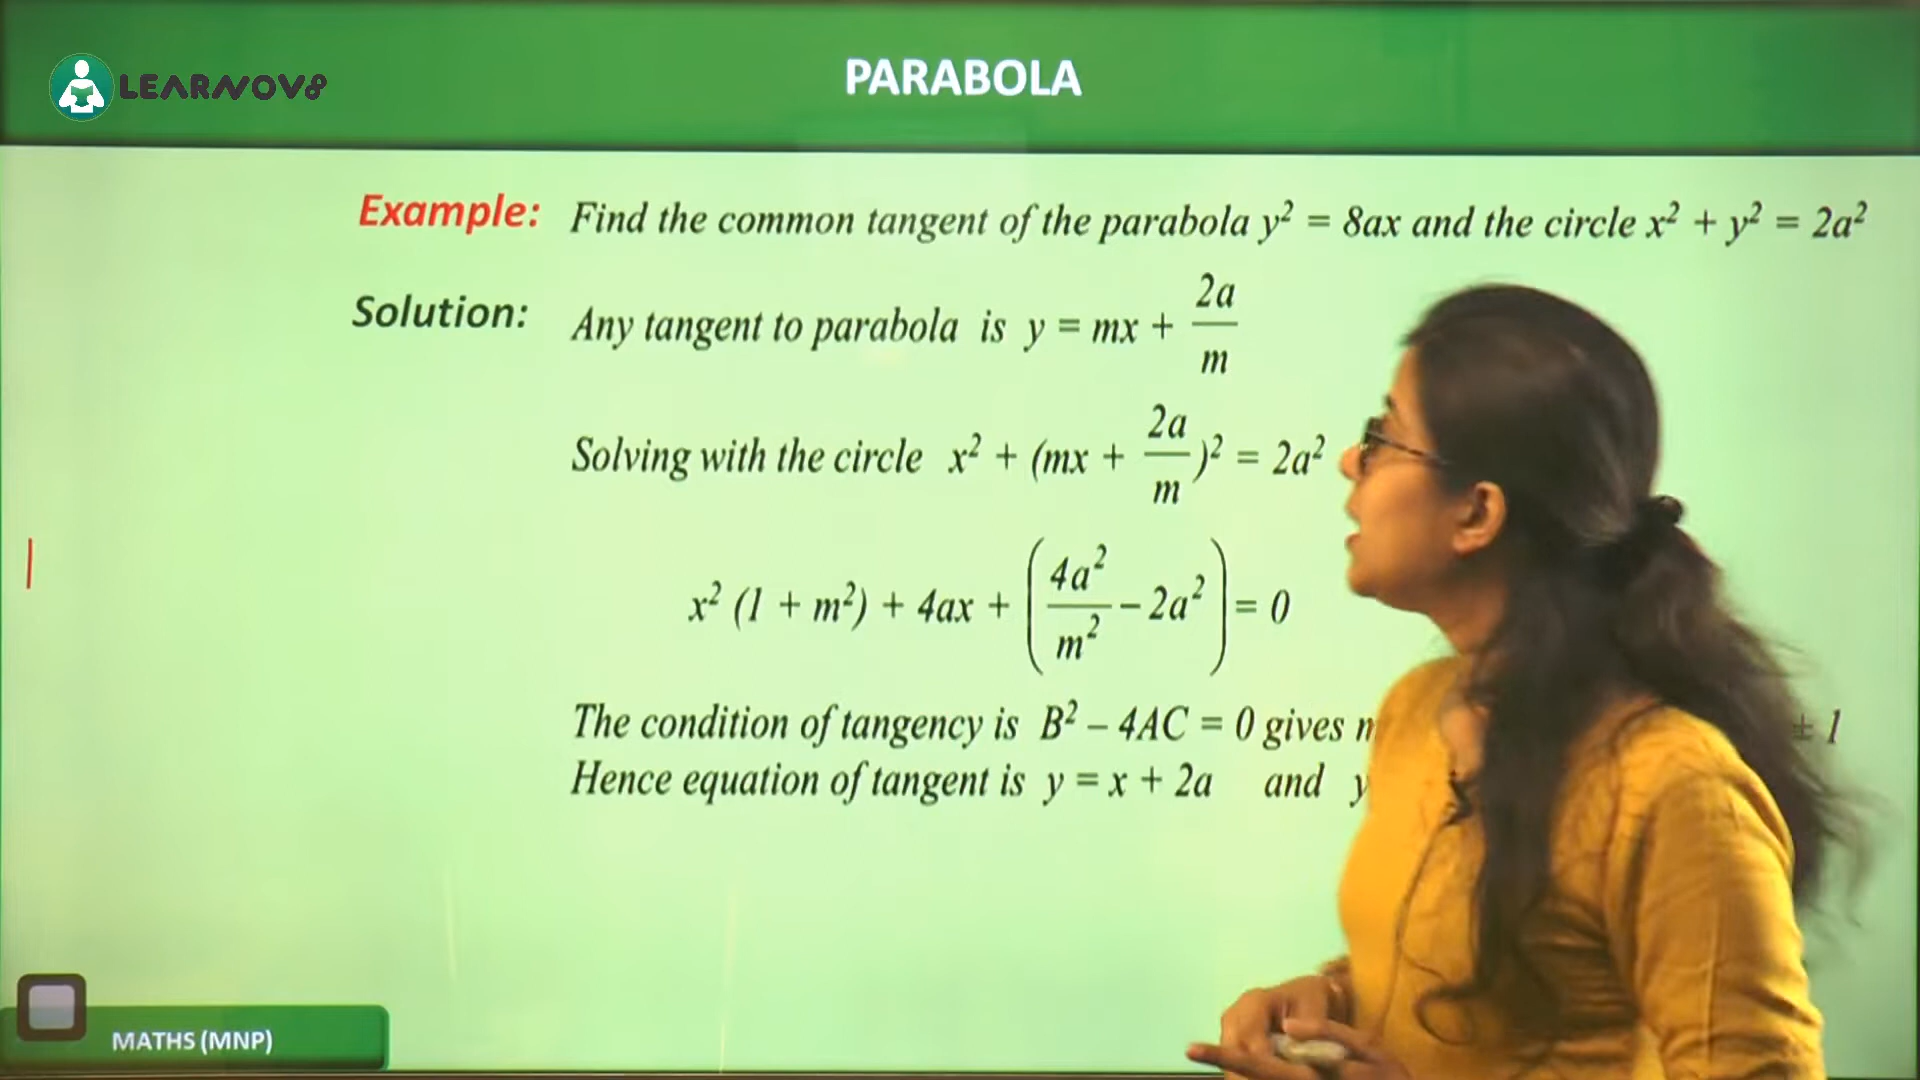 LEARNOV8
PARABOLA
Example: Find the common tangent of the parabola y² = 8ax and the circle x² + y² = 2a²
Solution: Any tangent to parabola is y = mx + 2a/m
Solving with the circle x² + (mx + 2a/m)² = 2a²
x² (1 + m²) + 4ax + (4a²/m² – 2a²) = 0
The condition of tangency is B² – 4AC = 0 gives ± 1
Hence equation of tangent is y = x + 2a and y
MATHS (MNP)